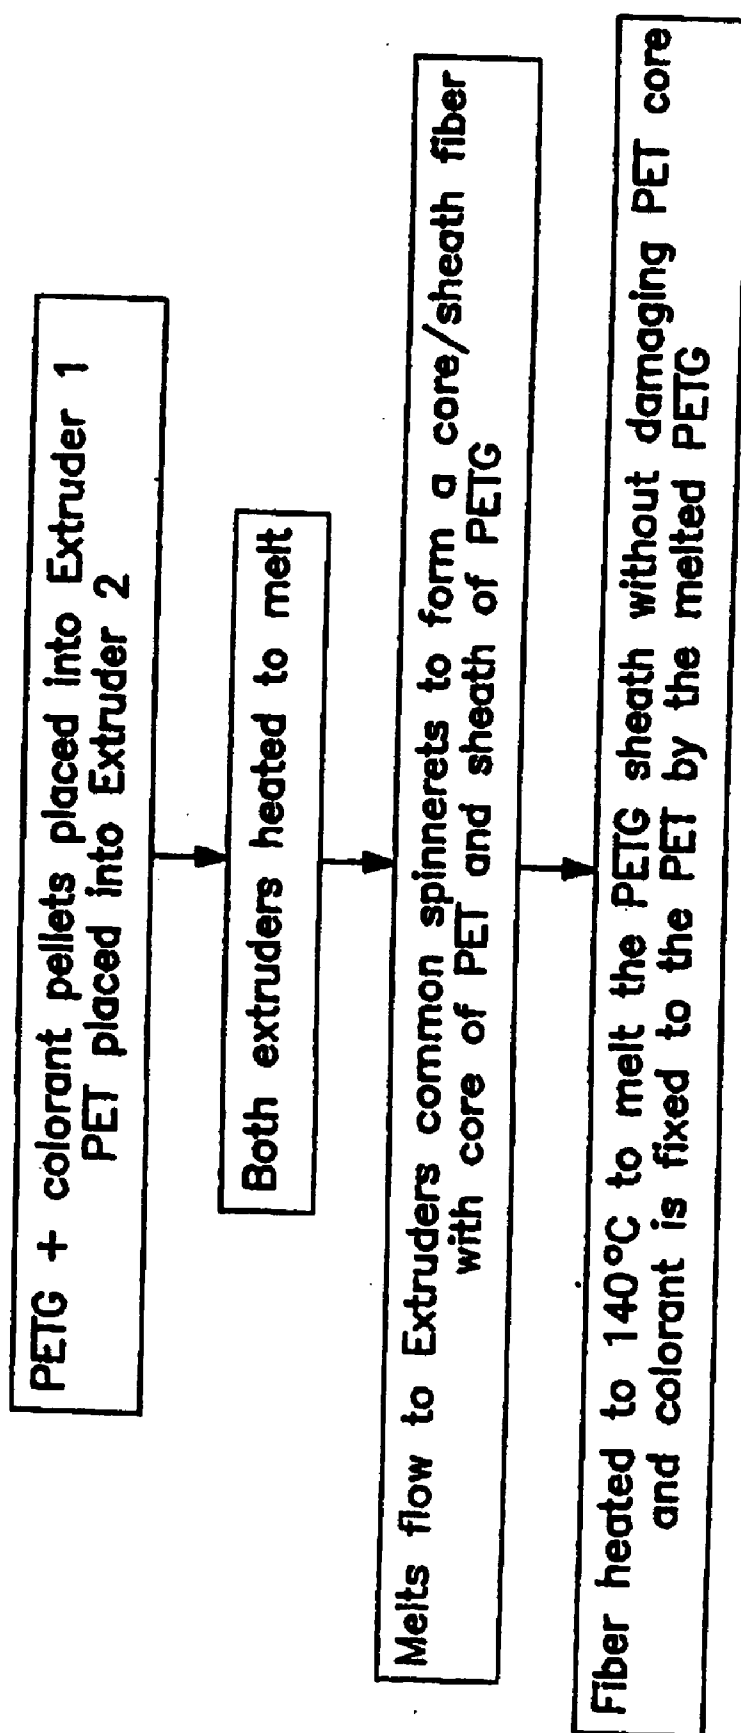 PETG + colorant pellets placed into Extruder 1
PET placed into Extruder 2
Both extruders heated to melt
Melts flow to Extruders common spinnerets to form a core/sheath fiber
with core of PET and sheath of PETG
Fiber heated to 140°C to melt the PETG sheath without damaging PET core
and colorant is fixed to the PET by the melted PETG